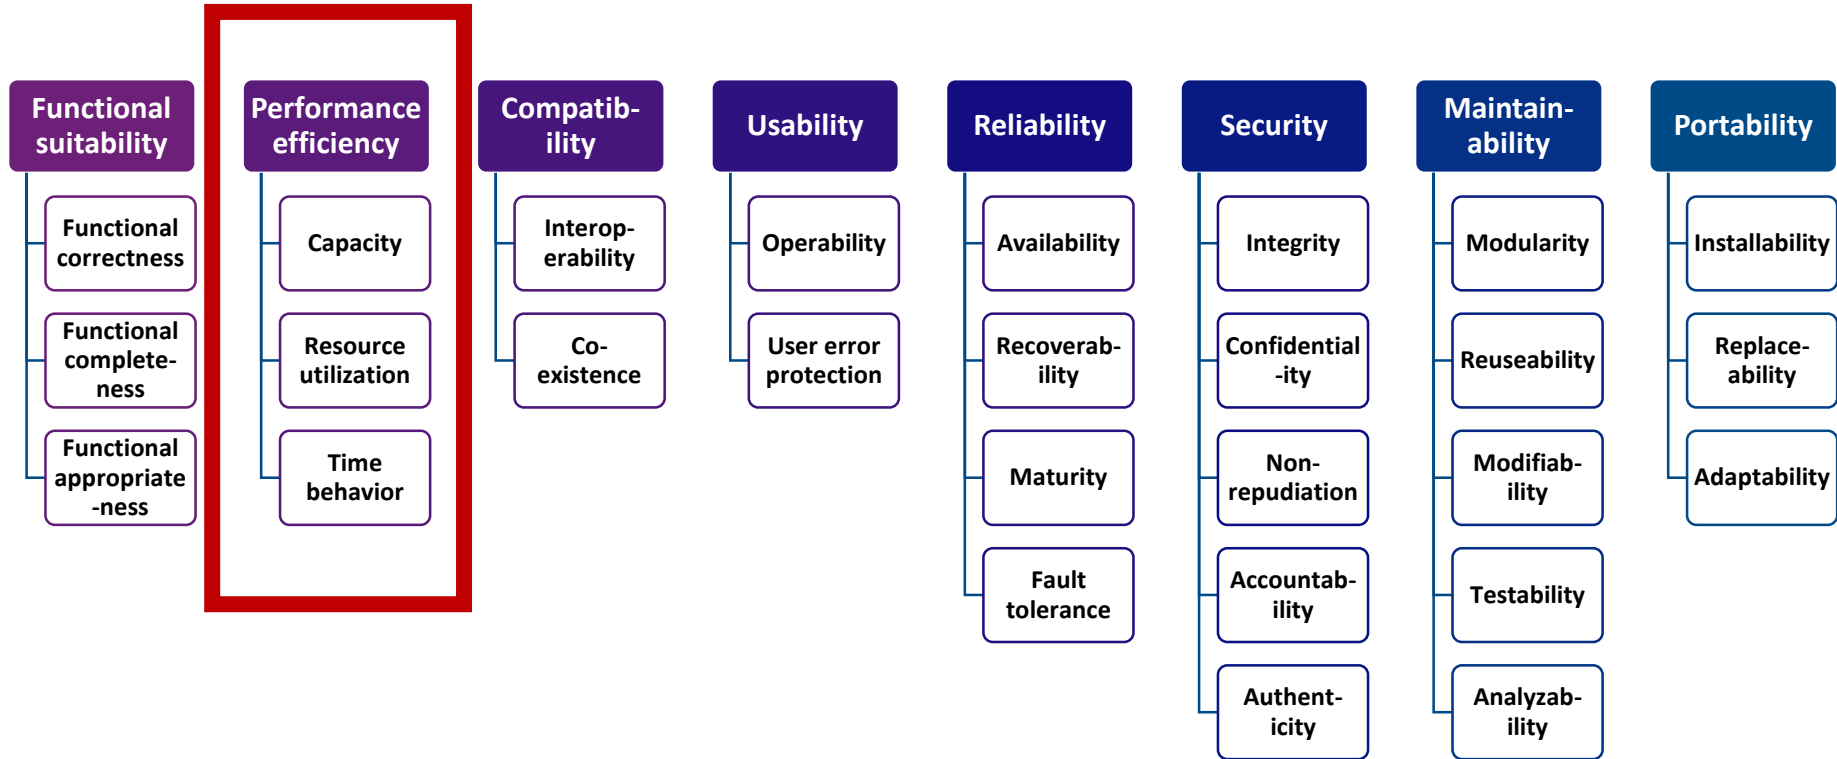 Functional
suitability
Functional
correctness
Functional
complete-
ness
Functional
appropriate
-ness
Performance
efficiency
Capacity
Resource
utilization
Time
behavior
Compatib-
ility
Interop-
erability
Co-
existence
Usability
Operability
User error
protection
Reliability
Availability
Recoverab-
ility
Maturity
Fault
tolerance
Security
Integrity
Confidential
-ity
Non-
repudiation
Accountab-
ility
Authent-
icity
Maintain-
ability
Modularity
Reuseability
Modifiab-
ility
Testability
Analyzab-
ility
Portability
Installability
Replace-
ability
Adaptability